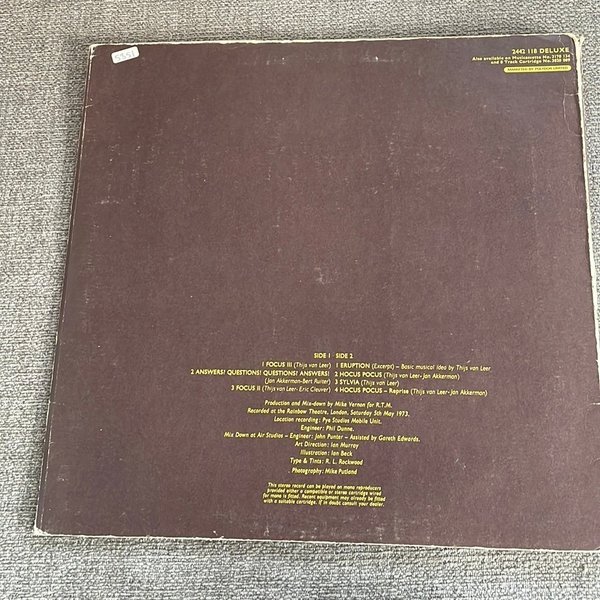 5551
2442 118 DELUXE
Also available on Musicassette No. 3170 124
and 8 Track Cartridge No. 3820 089
MARKETED BY POLYDOR LIMITED
SIDE 1 · SIDE 2
1 FOCUS III (Thijs van Leer) 1 ERUPTION (Excerpt) – Basic musical idea by Thijs van Leer
2 ANSWERS? QUESTIONS! QUESTIONS? ANSWERS! 2 HOCUS POCUS (Thijs van Leer-Jan Akkerman)
(Jan Akkerman-Bert Ruiter) 3 SYLVIA (Thijs van Leer)
3 FOCUS II (Thijs van Leer- Eric Cleuver) 4 HOCUS POCUS – Reprise (Thijs van Leer-Jan Akkerman)
Production and Mix-down by Mike Vernon for R.T.M.
Recorded at the Rainbow Theatre, London, Saturday 5th May 1973.
Location recording: Pye Studios Mobile Unit.
Engineer: Phil Dunne.
Mix Down at Air Studios – Engineer: John Punter – Assisted by Gareth Edwards.
Art Direction: Ian Murray
Illustration: Ian Beck
Type & Tints: R. L. Rockwood
Photography: Mike Putland
This stereo record can be played on mono reproducers
provided either a compatible or stereo cartridge wired
for mono is fitted. Recent equipment may already be fitted
with a suitable cartridge. If in doubt consult your dealer.